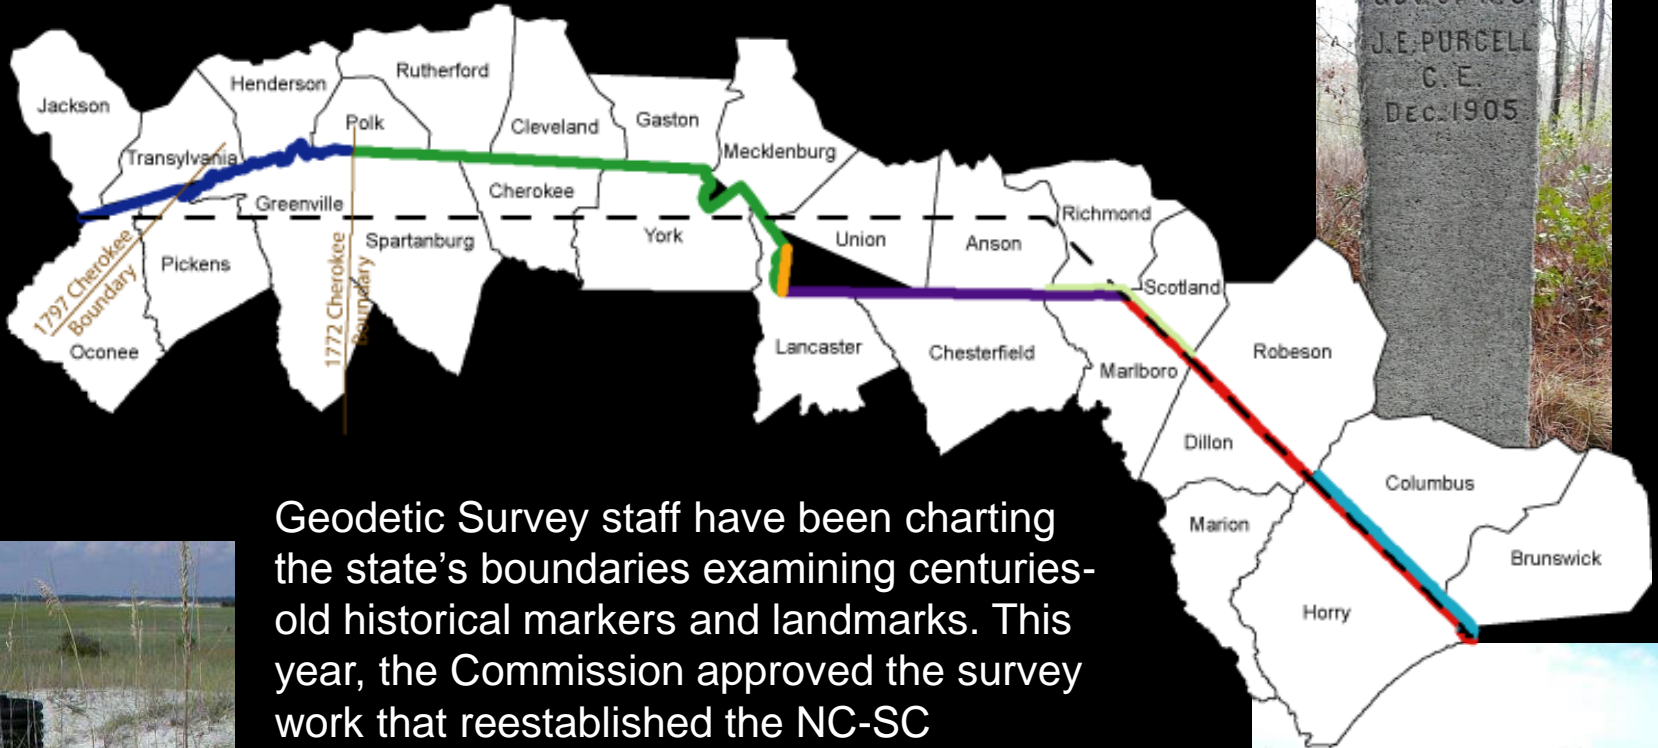 J.E.PURCELL
C. E.
DEC. 1905
Jackson
Henderson
Rutherford
Transylvania
Polk
Cleveland
Gaston
Mecklenburg
Greenville
Cherokee
Spartanburg
York
Union
Anson
Richmond
Scotland
Pickens
Oconee
1797 Cherokee
Boundary
1772 Cherokee
Boundary
Lancaster
Chesterfield
Marlboro
Robeson
Dillon
Columbus
Marion
Brunswick
Horry
Geodetic Survey staff have been charting
the state’s boundaries examining centuries-
old historical markers and landmarks. This
year, the Commission approved the survey
work that reestablished the NC-SC